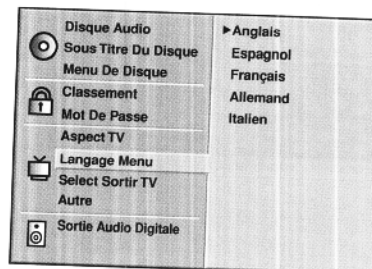 Disque Audio
Sous Titre Du Disque
Menu De Disque
Classement
Mot De Passe
Aspect TV
Langage Menu
Select Sortir TV
Autre
Sortie Audio Digitale
►Anglais
Espagnol
Français
Allemand
Italien